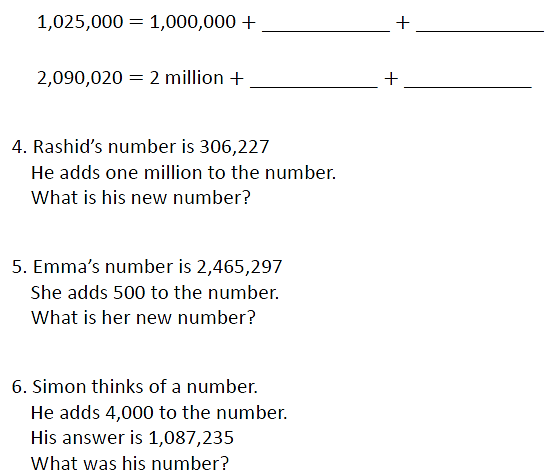 1,025,000 = 1,000,000 + ____________ + ____________
2,090,020 = 2 million + ____________ + ____________
4. Rashid’s number is 306,227
He adds one million to the number.
What is his new number?
5. Emma’s number is 2,465,297
She adds 500 to the number.
What is her new number?
6. Simon thinks of a number.
He adds 4,000 to the number.
His answer is 1,087,235
What was his number?